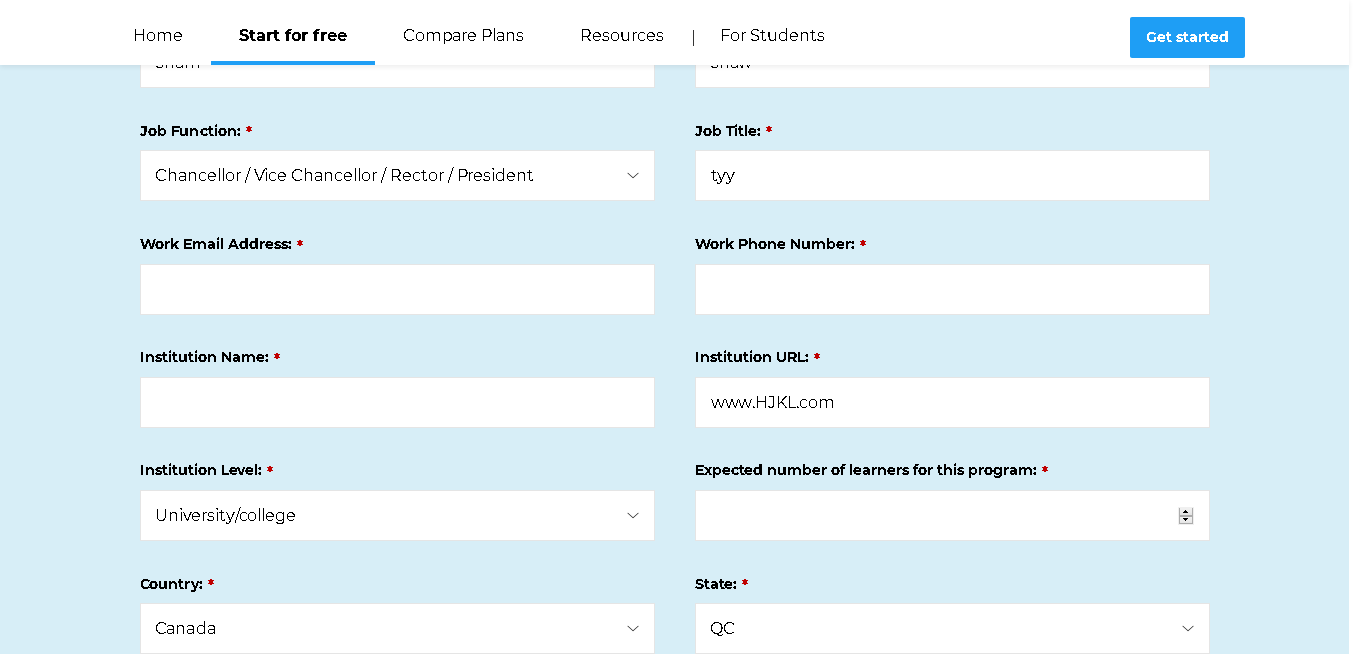 Home Start for free Compare Plans Resources | For Students Get started
Job Function: * Job Title: *
Chancellor / Vice Chancellor / Rector / President tyy
Work Email Address: * Work Phone Number: *
Institution Name: * Institution URL: *
www.HJKL.com
Institution Level: * Expected number of learners for this program: *
University/college
Country: * State: *
Canada QC